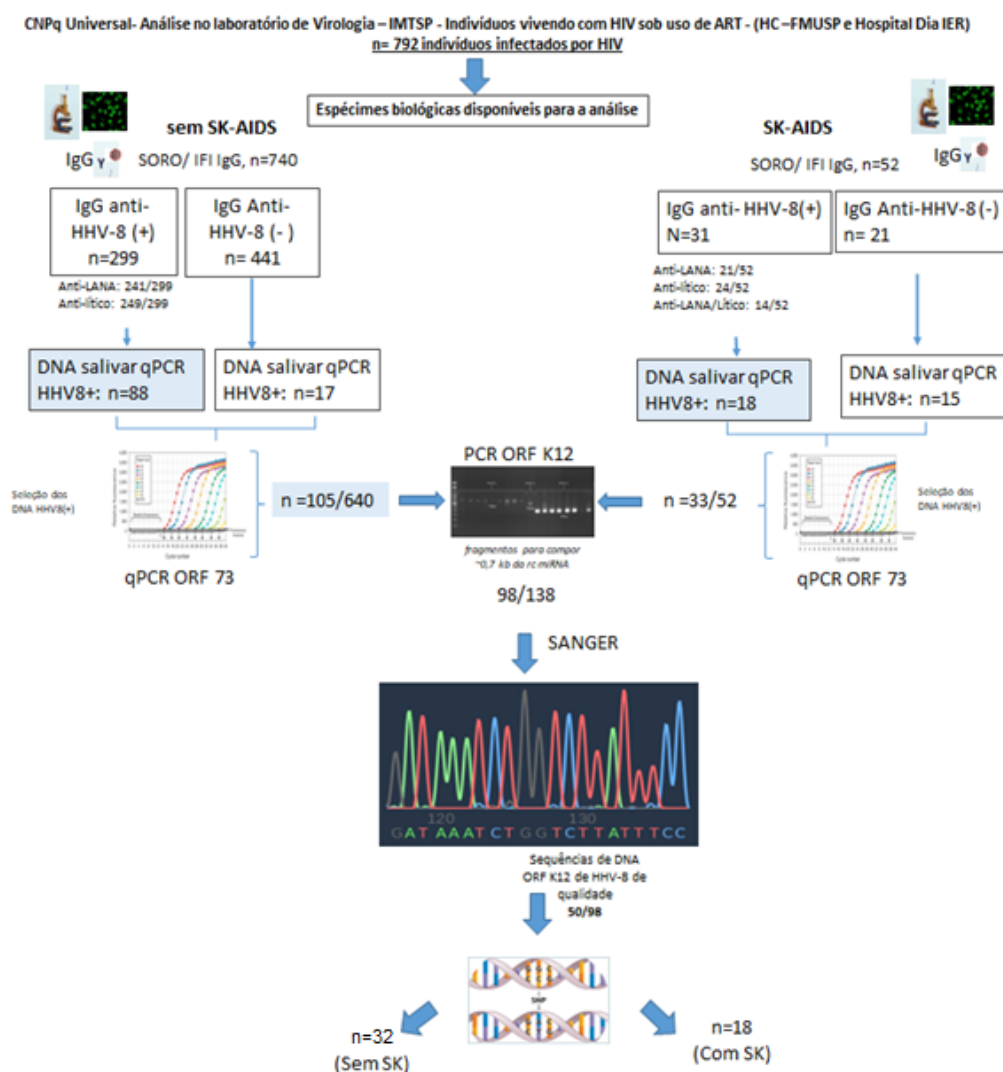 CNPq Universal- Análise no laboratório de Virologia – IMTSP - Indivíduos vivendo com HIV sob uso de ART - (HC –FMUSP e Hospital Dia IER)
n= 792 indivíduos infectados por HIV
Espécimes biológicas disponíveis para a análise
sem SK-AIDS
IgG
SORO/ IFI IgG, n=740
IgG anti-
HHV-8 (+)
n=299
IgG Anti-
HHV-8 (- )
n= 441
Anti-LANA: 241/299
Anti-lítico: 249/299
DNA salivar qPCR
HHV8+: n=88
DNA salivar qPCR
HHV8+: n=17
SK-AIDS
IgG
SORO/ IFI IgG, n=52
IgG anti- HHV-8(+)
N=31
IgG Anti-HHV-8 (-)
n= 21
Anti-LANA: 21/52
Anti-lítico: 24/52
Anti-LANA/Lítico: 14/52
DNA salivar qPCR
HHV8+: n=18
DNA salivar qPCR
HHV8+: n=15
Seleção dos
DNA HHV8(+)
qPCR ORF 73
n =105/640
PCR ORF K12
fragmentos para compor
~0,7 kb da rc miRNA
98/138
n =33/52
Seleção dos
DNA HHV8(+)
qPCR ORF 73
SANGER
120 130
GAT AAATCTGGTCTTATTTCC
Sequências de DNA
ORF K12 de HHV-8 de
qualidade
50/98
SNP
n=32
(Sem SK)
n=18
(Com SK)